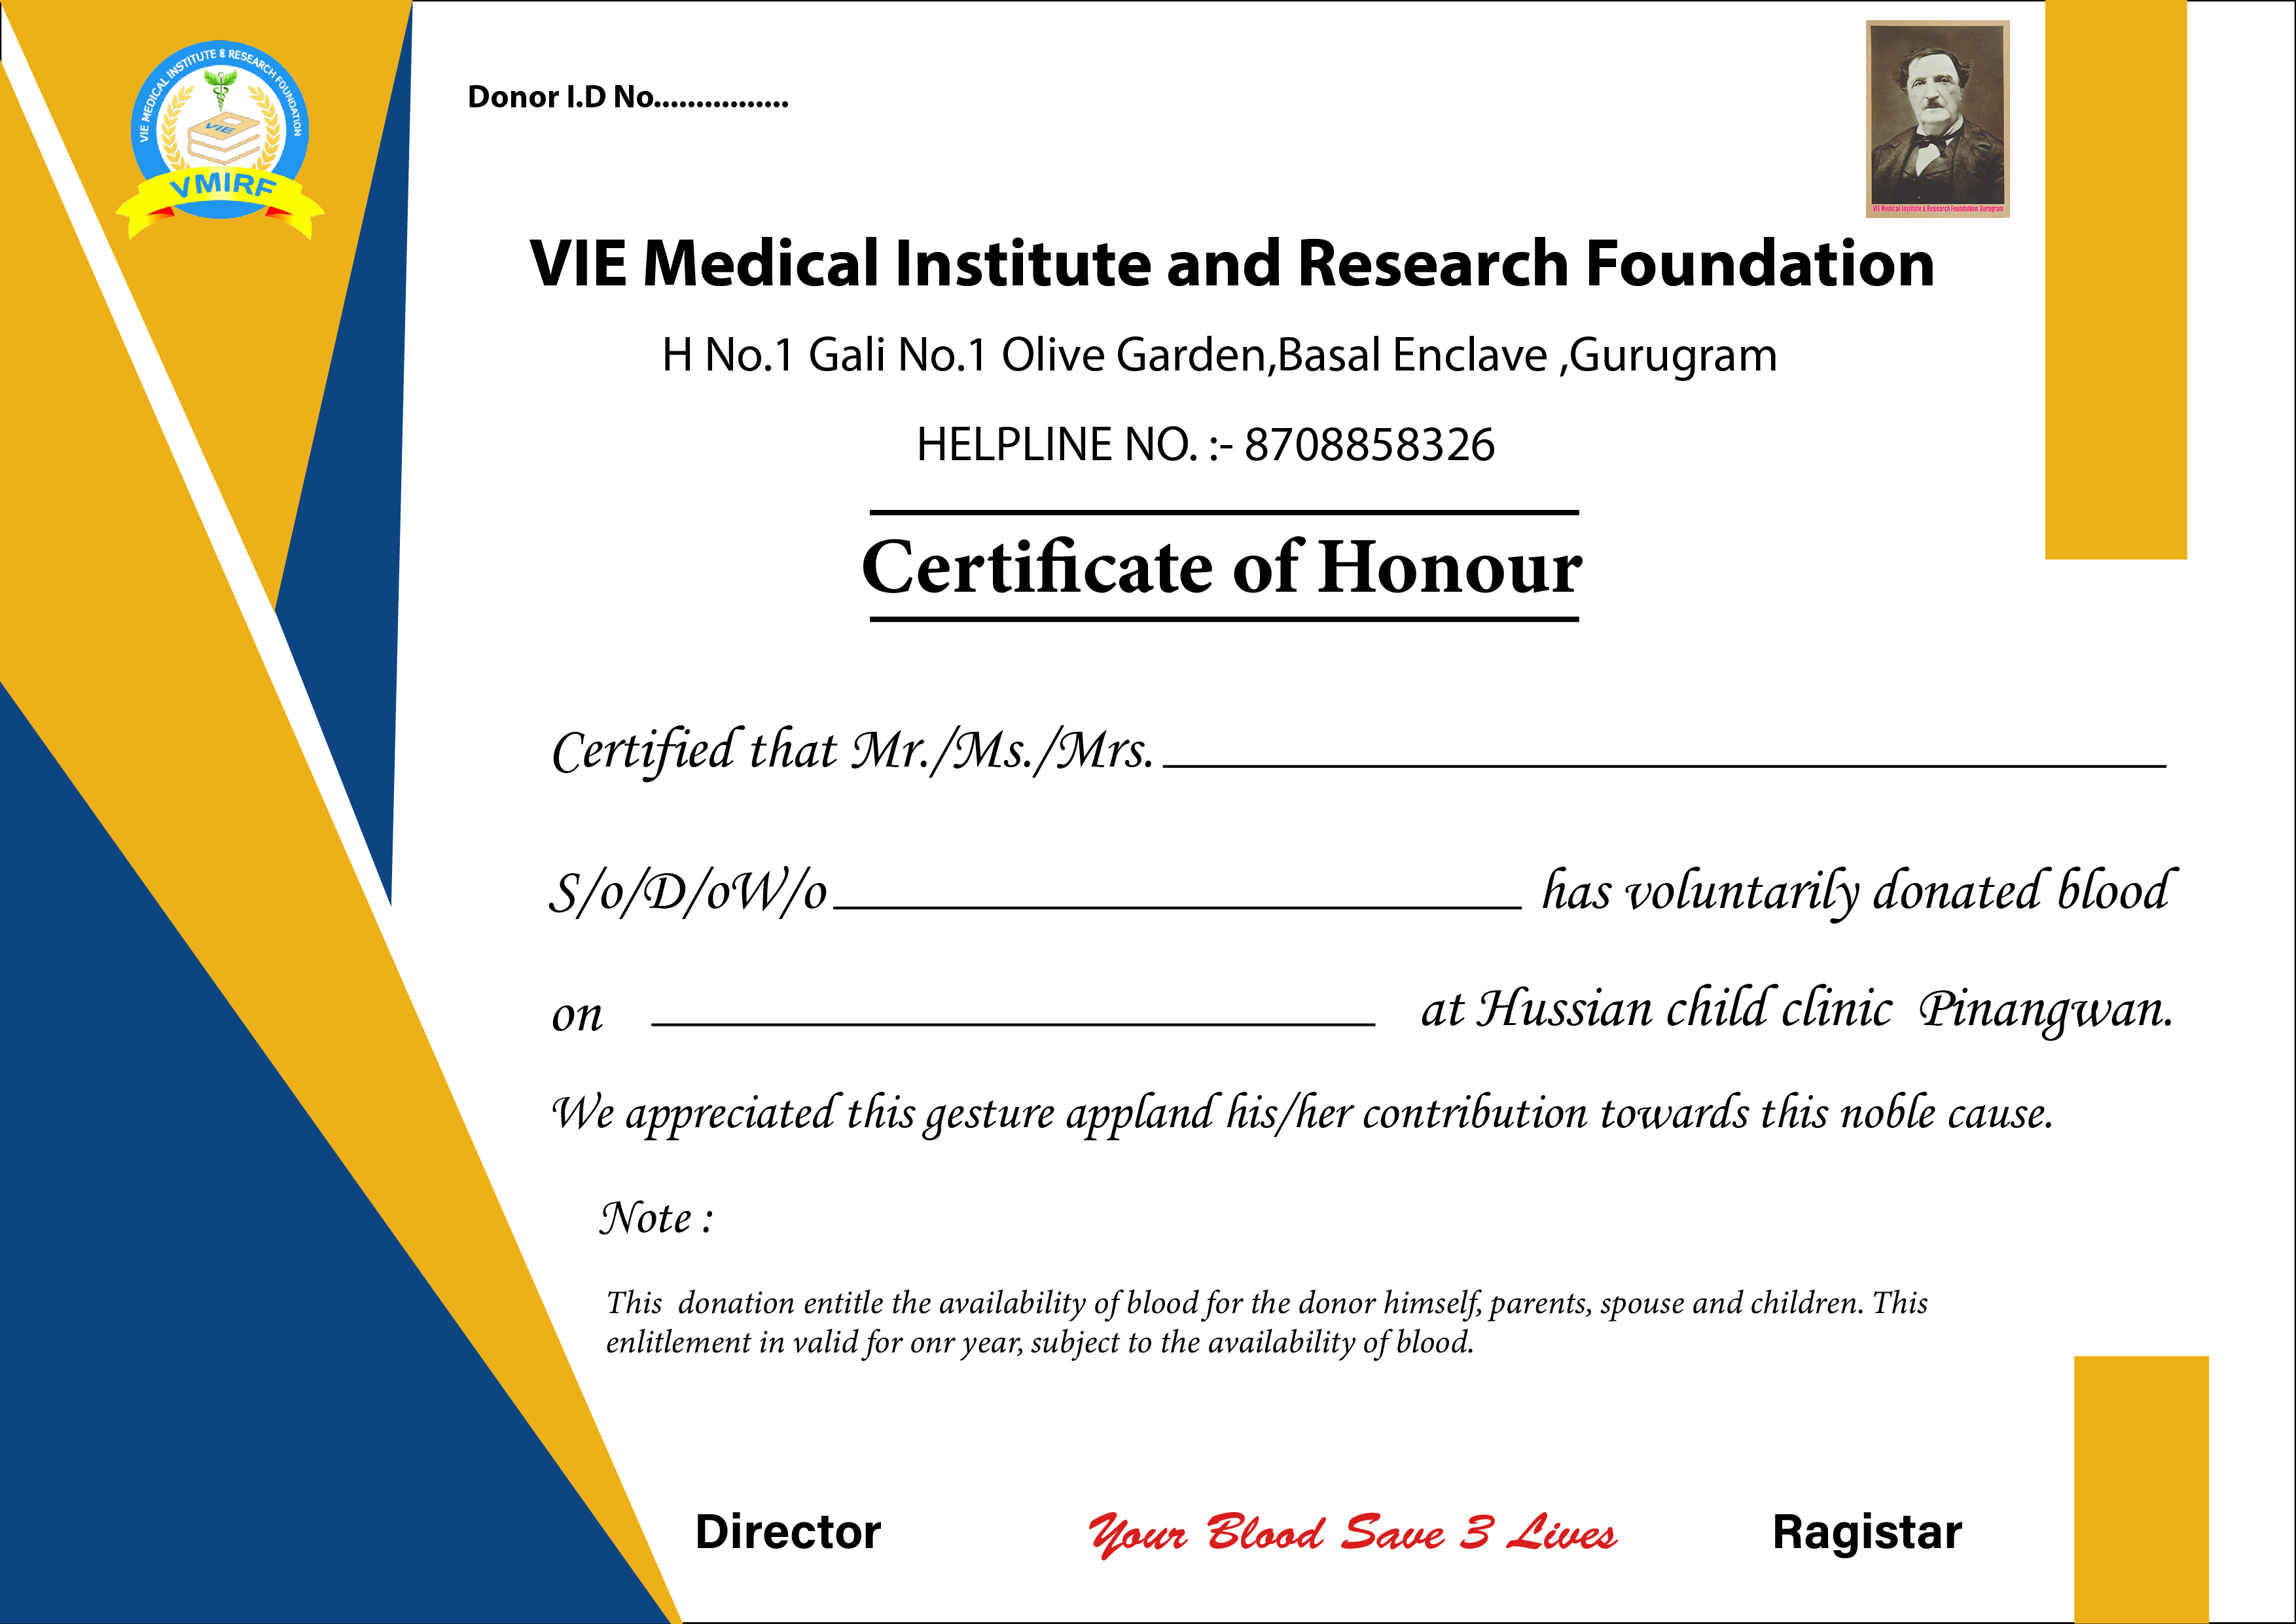 VIE MEDICAL INSTITUTE & RESEARCH FOUNDATION
VIE
VMIRF
Donor I.D No................
VIE Medical Institute & Research Foundation, Gurugram
VIE Medical Institute and Research Foundation
H No.1 Gali No.1 Olive Garden,Basal Enclave ,Gurugram
HELPLINE NO. :- 8708858326
Certificate of Honour
Certified that Mr./Ms./Mrs.
S/o/D/oW/o has voluntarily donated blood
on at Hussian child clinic Pinangwan.
We appreciated this gesture appland his/her contribution towards this noble cause.
Note :
This donation entitle the availability of blood for the donor himself, parents, spouse and children. This
enlitlement in valid for onr year, subject to the availability of blood.
Director
Your Blood Save 3 Lives
Ragistar